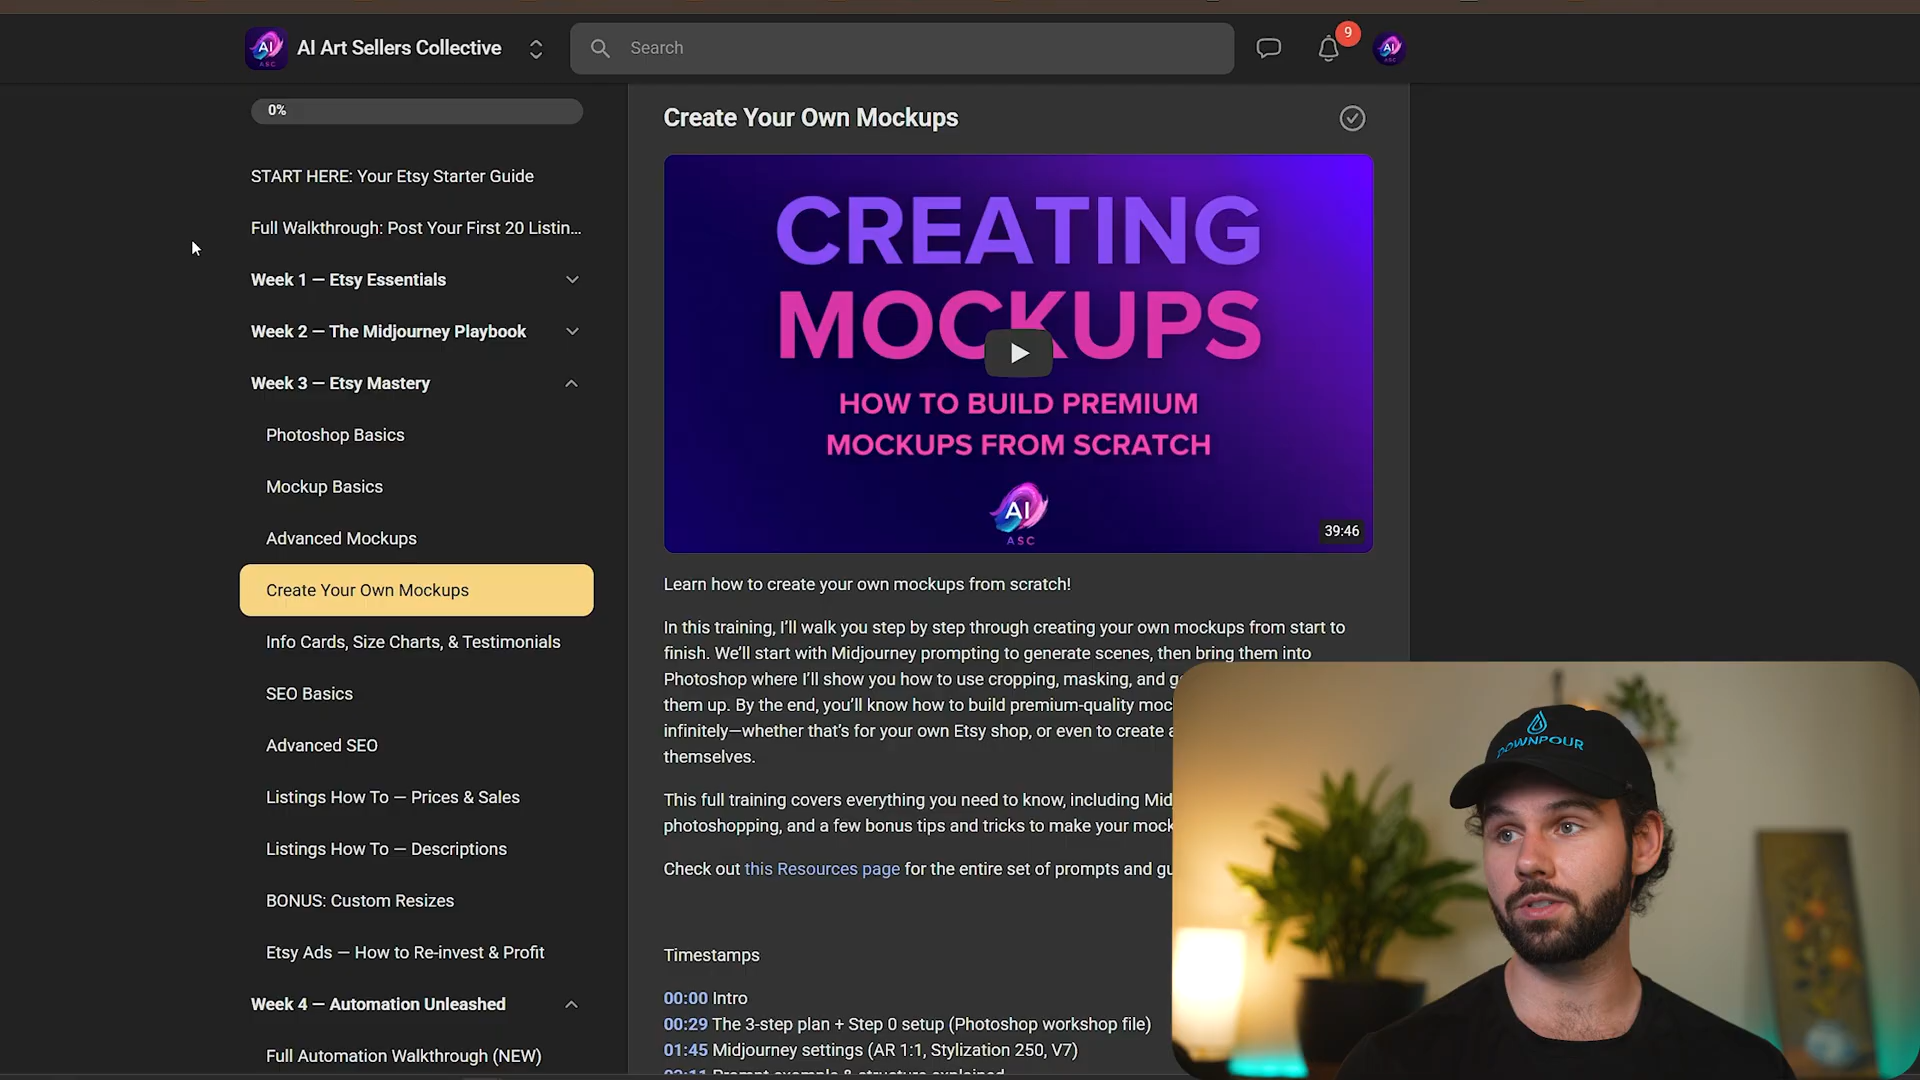 AI
ASC
AI Art Sellers Collective
Search
9
AI
0%
START HERE: Your Etsy Starter Guide
Full Walkthrough: Post Your First 20 Listin...
Week 1 — Etsy Essentials
Week 2 — The Midjourney Playbook
Week 3 — Etsy Mastery
Photoshop Basics
Mockup Basics
Advanced Mockups
Create Your Own Mockups
Info Cards, Size Charts, & Testimonials
SEO Basics
Advanced SEO
Listings How To — Prices & Sales
Listings How To — Descriptions
BONUS: Custom Resizes
Etsy Ads — How to Re-invest & Profit
Week 4 — Automation Unleashed
Full Automation Walkthrough (NEW)
Create Your Own Mockups
CREATING
MOCKUPS
HOW TO BUILD PREMIUM
MOCKUPS FROM SCRATCH
AI
ASC
39:46
Learn how to create your own mockups from scratch!
In this training, I'll walk you step by step through creating your own mockups from start to
finish. We'll start with Midjourney prompting to generate scenes, then bring them into
Photoshop where I'll show you how to use cropping, masking, and
them up. By the end, you'll know how to build premium-quality
infinitely—whether that's for your own Etsy shop, or even to create
themselves.
This full training covers everything you need to know, including
photoshopping, and a few bonus tips and tricks to make your
Check out this Resources page for the entire set of prompts and
Timestamps
00:00 Intro
00:29 The 3-step plan + Step 0 setup (Photoshop workshop file)
01:45 Midjourney settings (AR 1:1, Stylization 250, V7)
DOWNPOUR